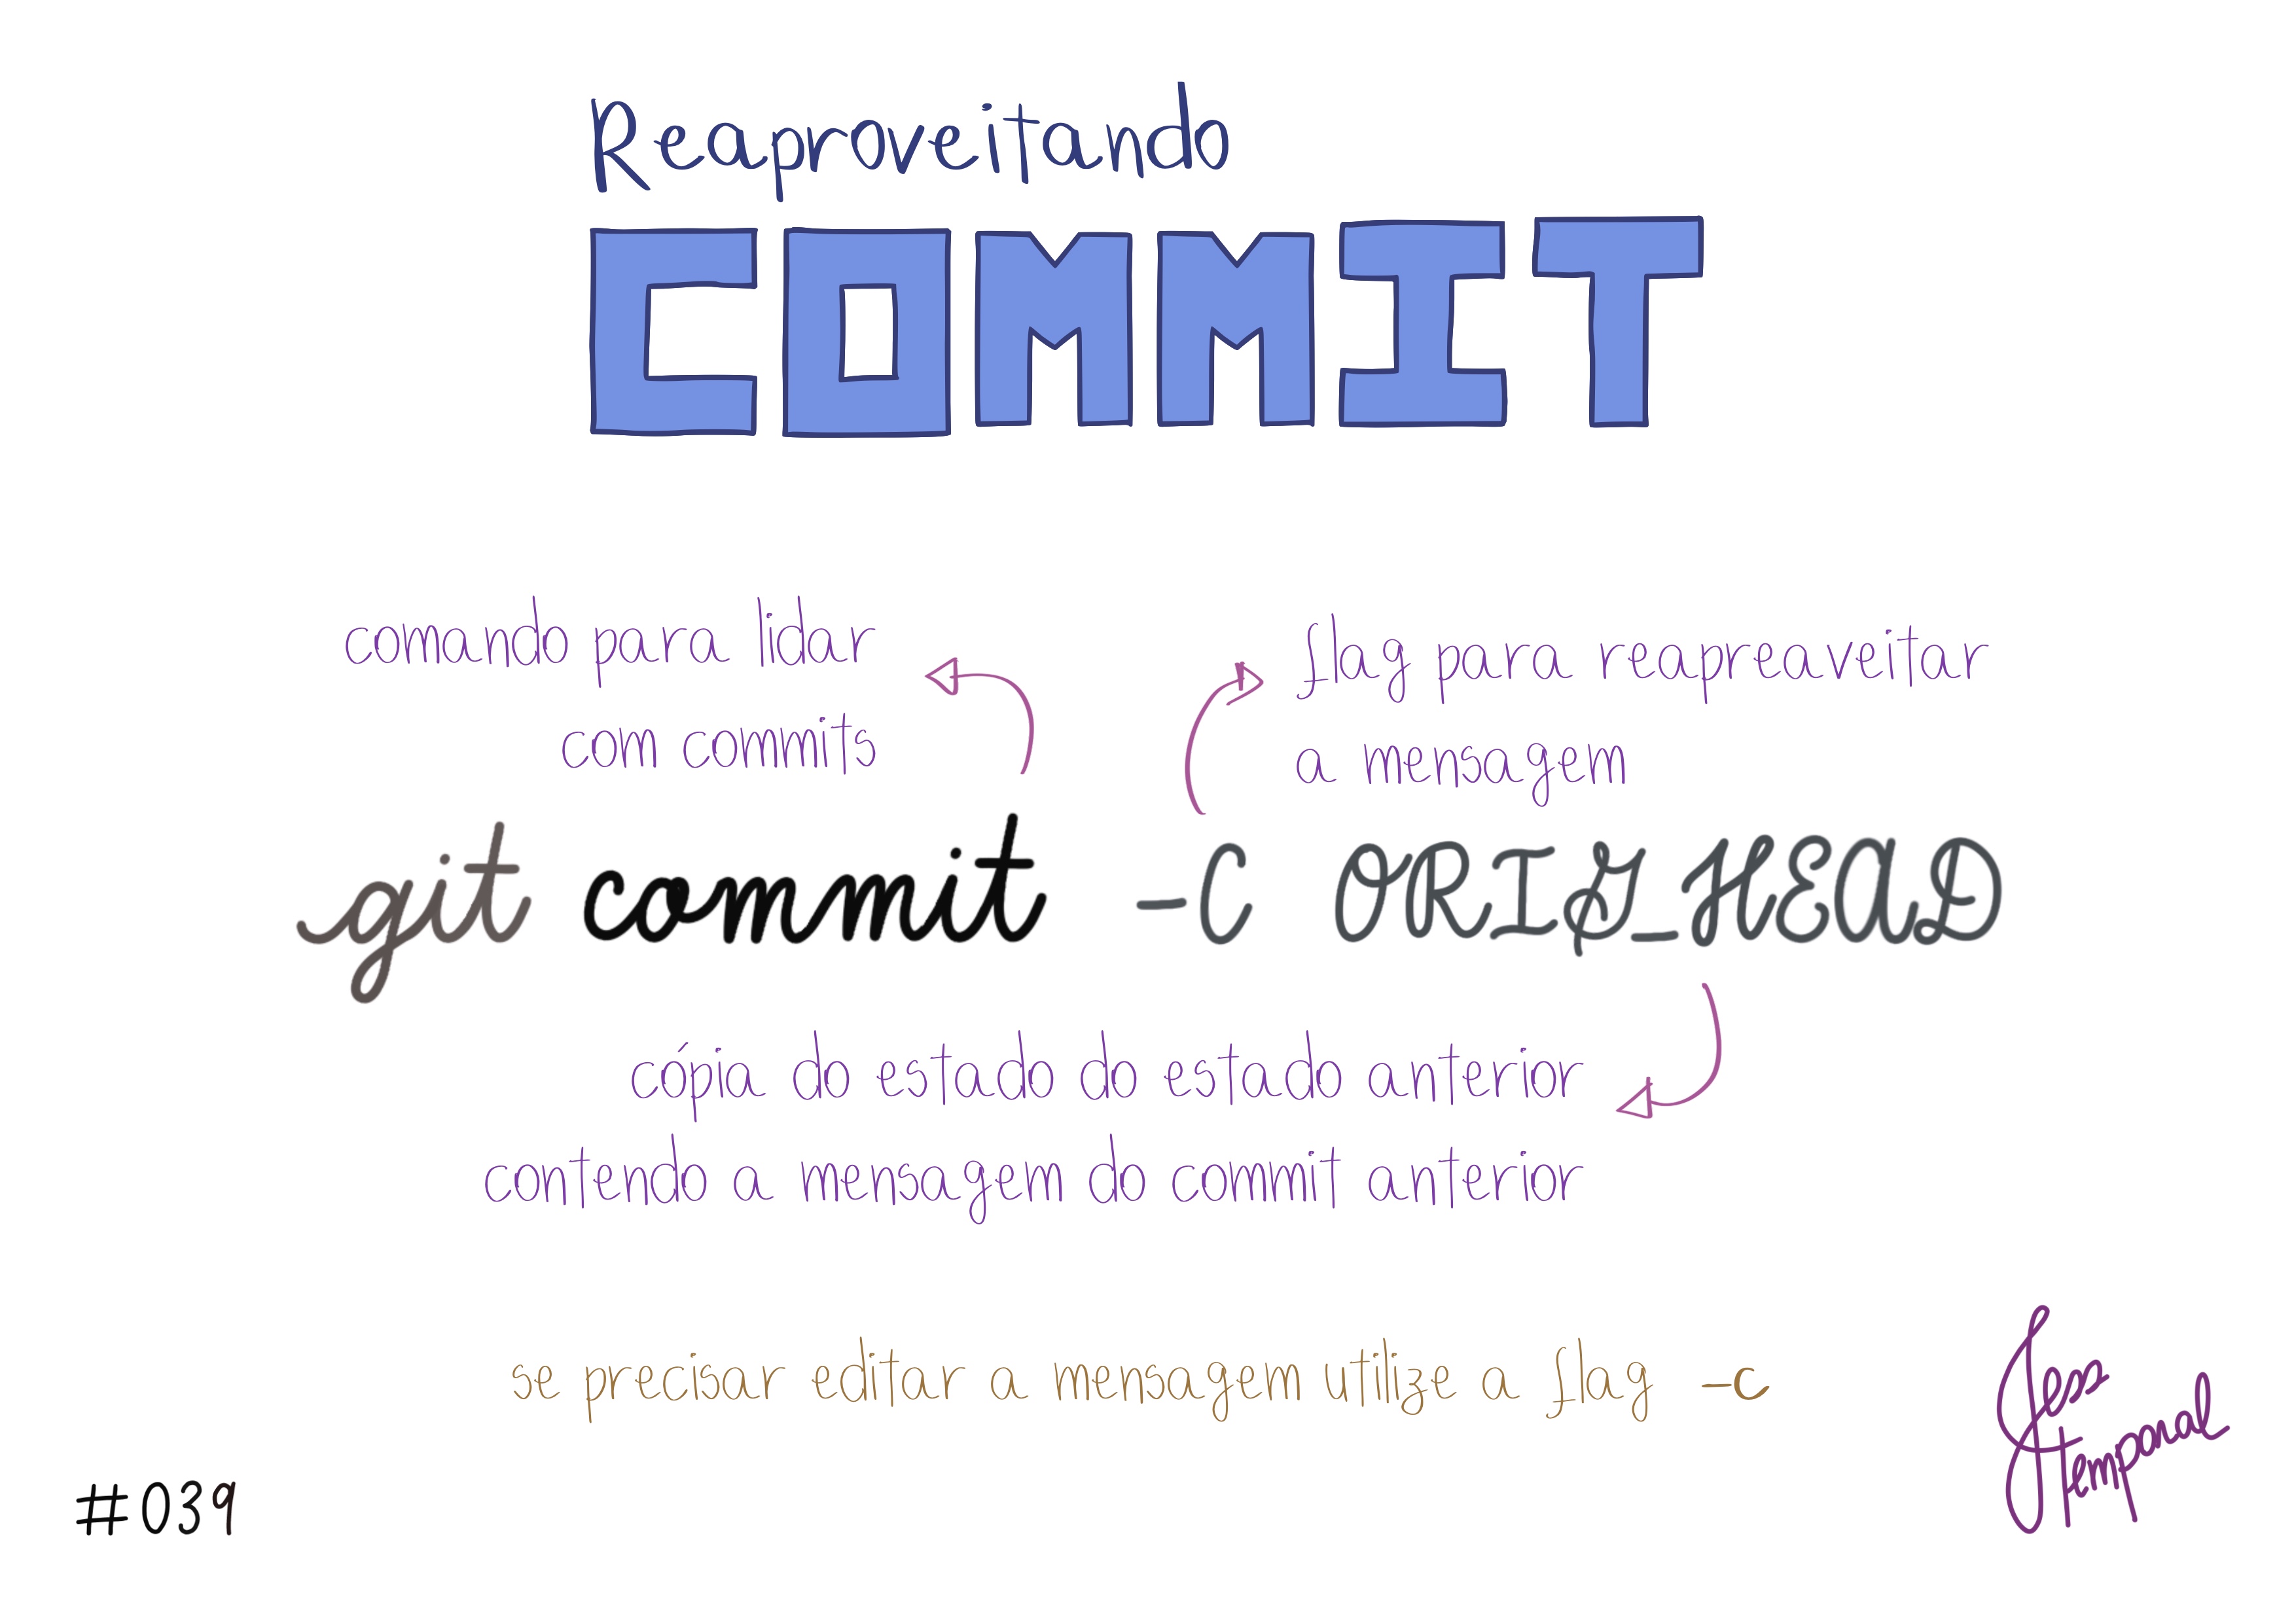 Reaproveitando
COMMIT
comando para lidar
com commits
flag para reapreaveitar
a mensagem
git commit -C ORIG_HEAD
cópia do estado do estado anterior
contendo a mensagem do commit anterior
se precisar editar a mensagem utilize a flag -c
#039
Jess
temporal